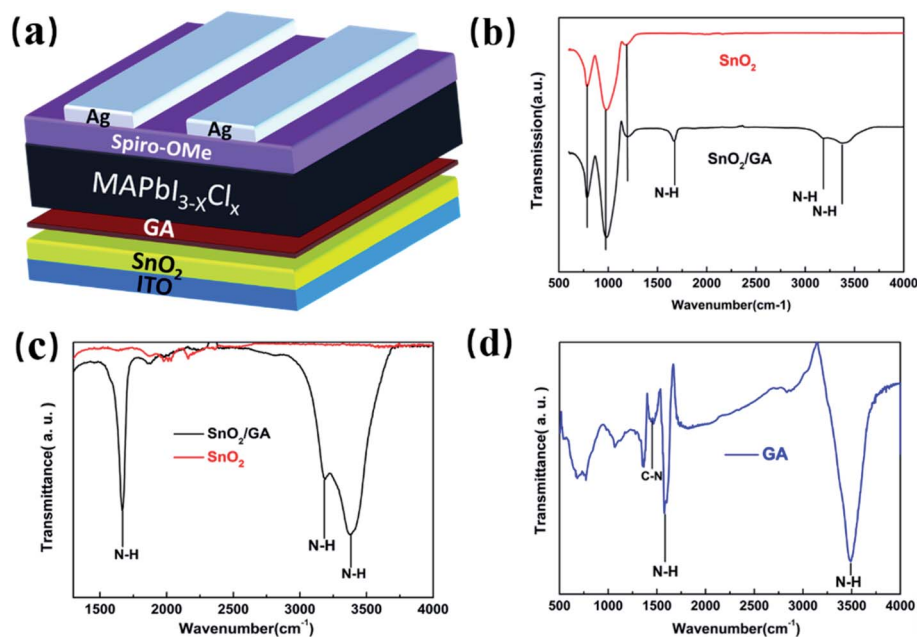 (a)
Ag
Ag
Spiro-OMe
MAPbI3-XClx
GA
SnO2
ITO
(b)
Transmission(a.u.)
SnO2
SnO2/GA
N-H
N-H
N-H
500 1000 1500 2000 2500 3000 3500 4000
Wavenumber(cm-1)
(c)
Transmittance( a. u. )
SnO2/GA
SnO2
N-H
N-H
N-H
1500 2000 2500 3000 3500 4000
Wavenumber(cm-1)
(d)
Transmittance( a. u. )
GA
C-N
N-H
N-H
500 1000 1500 2000 2500 3000 3500 4000
Wavenumber(cm-1)